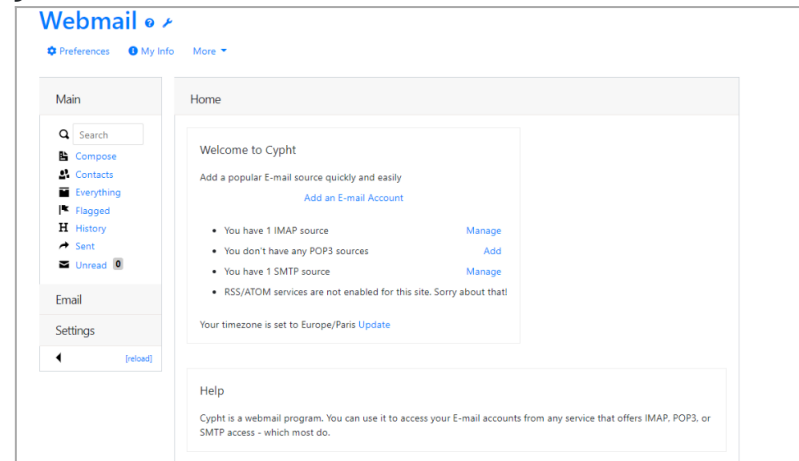 Webmail
Preferences My Info More
Main
Search
Compose
Contacts
Everything
Flagged
History
Sent
Unread 0
Email
Settings
[reload]
Home
Welcome to Cypht
Add a popular E-mail source quickly and easily
Add an E-mail Account
You have 1 IMAP source Manage
You don't have any POP3 sources Add
You have 1 SMTP source Manage
RSS/ATOM services are not enabled for this site. Sorry about that!
Your timezone is set to Europe/Paris Update
Help
Cypht is a webmail program. You can use it to access your E-mail accounts from any service that offers IMAP, POP3, or
SMTP access - which most do.